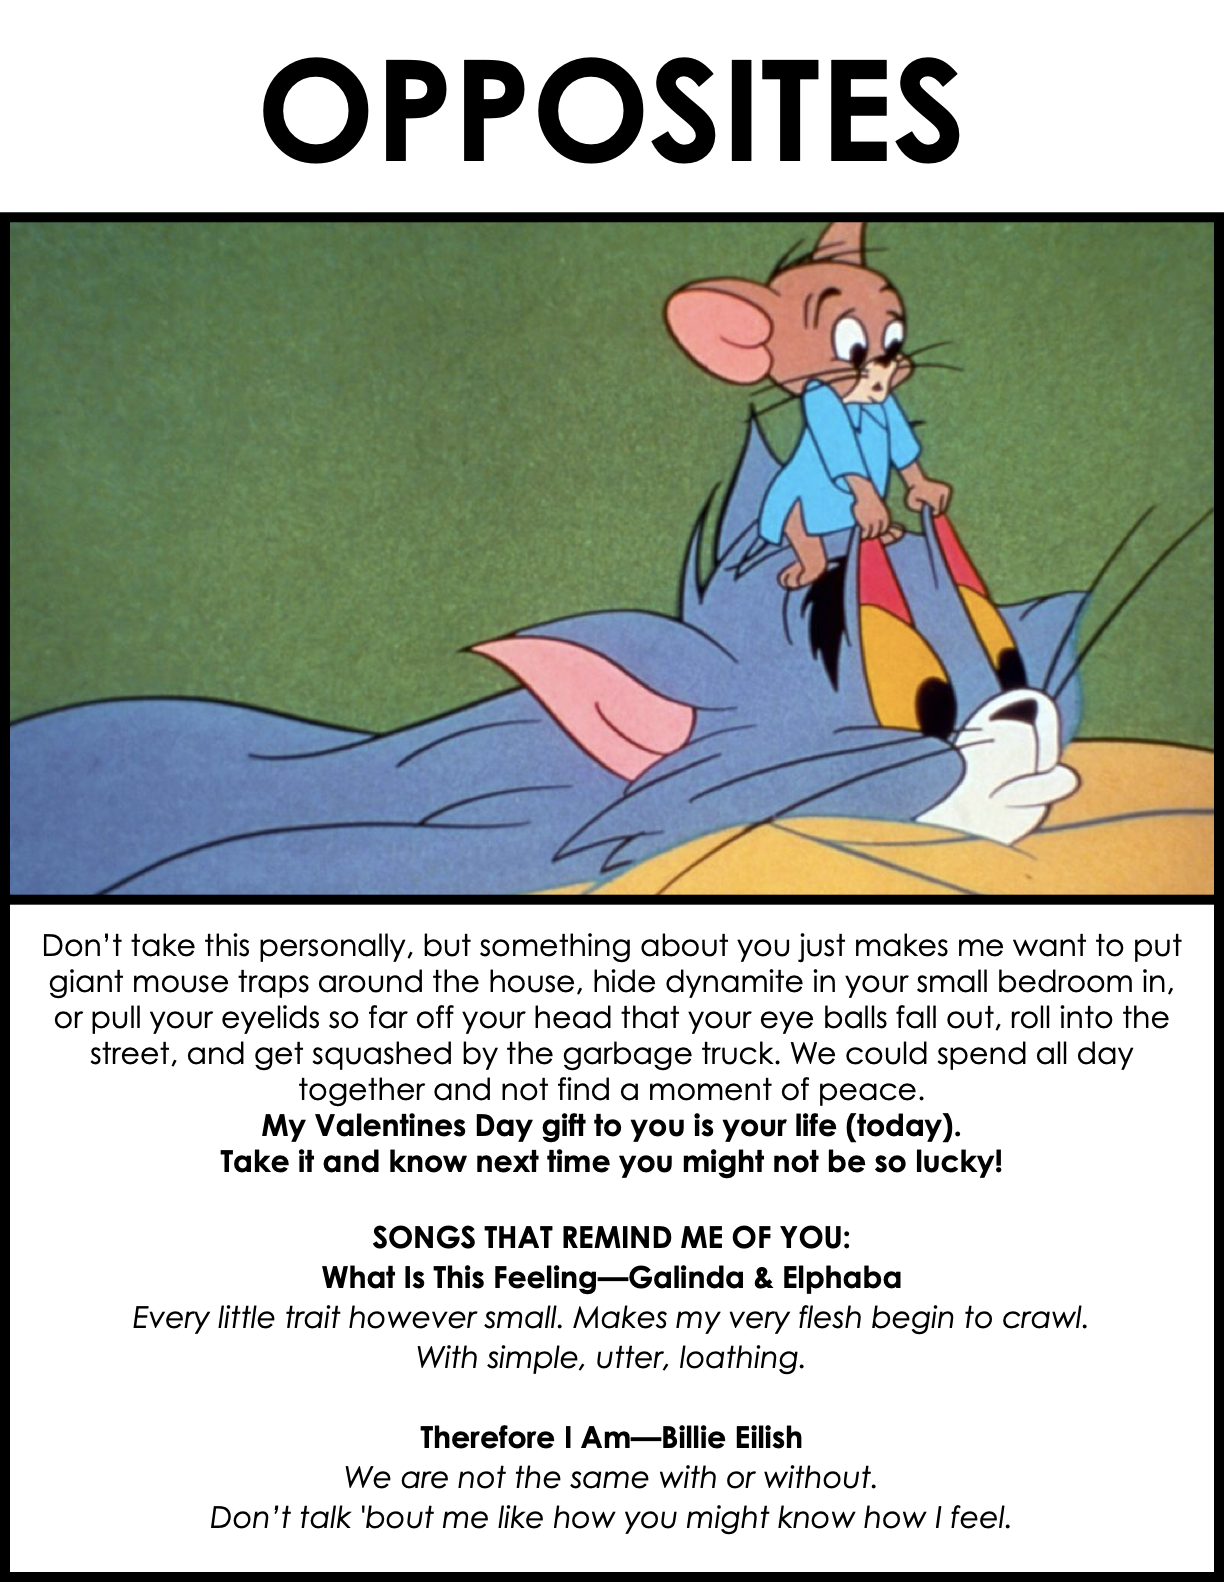 OPPOSITES
Don’t take this personally, but something about you just makes me want to put
giant mouse traps around the house, hide dynamite in your small bedroom in,
or pull your eyelids so far off your head that your eye balls fall out, roll into the
street, and get squashed by the garbage truck. We could spend all day
together and not find a moment of peace.
My Valentines Day gift to you is your life (today).
Take it and know next time you might not be so lucky!
SONGS THAT REMIND ME OF YOU:
What Is This Feeling—Galinda & Elphaba
Every little trait however small. Makes my very flesh begin to crawl.
With simple, utter, loathing.
Therefore I Am—Billie Eilish
We are not the same with or without.
Don’t talk 'bout me like how you might know how I feel.